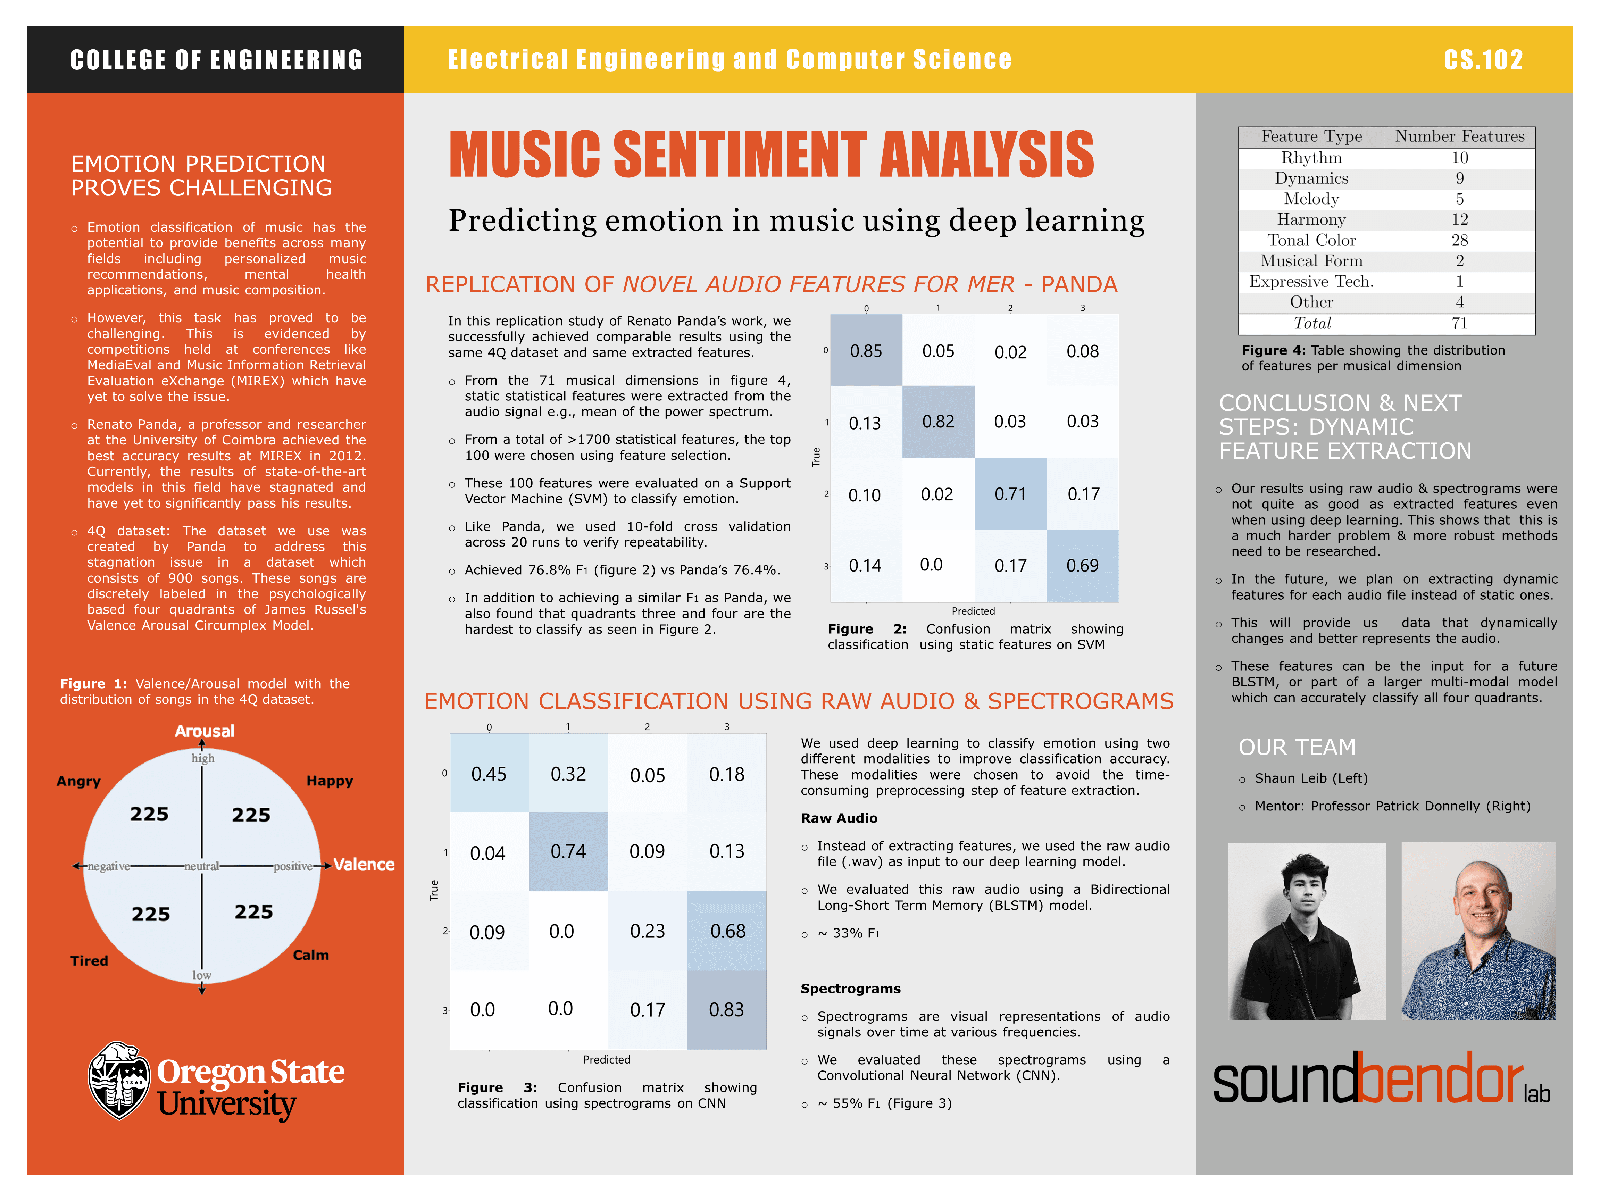 COLLEGE OF ENGINEERING
Electrical Engineering and Computer Science
CS.102
EMOTION PREDICTION
PROVES CHALLENGING
o Emotion classification of music has the
potential to provide benefits across many
fields including personalized music
recommendations, mental health
applications, and music composition.
o However, this task has proved to be
challenging. This is evidenced by
competitions held at conferences like
MediaEval and Music Information Retrieval
Evaluation eXchange (MIREX) which have
yet to solve the issue.
o Renato Panda, a professor and researcher
at the University of Coimbra achieved the
best accuracy results at MIREX in 2012.
Currently, the results of state-of-the-art
models in this field have stagnated and
have yet to significantly pass his results.
o 4Q dataset: The dataset we use was
created by Panda to address this
stagnation issue in a dataset which
consists of 900 songs. These songs are
discretely labeled in the psychologically
based four quadrants of James Russel's
Valence Arousal Circumplex Model.
Figure 1: Valence/Arousal model with the
distribution of songs in the 4Q dataset.
Arousal
high
Angry
Happy
225
225
negative
neutral
positive
Valence
225
225
Tired
Calm
low
Oregon State
University
MUSIC SENTIMENT ANALYSIS
Predicting emotion in music using deep learning
REPLICATION OF NOVEL AUDIO FEATURES FOR MER - PANDA
In this replication study of Renato Panda's work, we
successfully achieved comparable results using the
same 4Q dataset and same extracted features.
o From the 71 musical dimensions in figure 4,
static statistical features were extracted from the
audio signal e.g., mean of the power spectrum.
o From a total of >1700 statistical features, the top
100 were chosen using feature selection.
o These 100 features were evaluated on a Support
Vector Machine (SVM) to classify emotion.
o Like Panda, we used 10-fold cross validation
across 20 runs to verify repeatability.
o Achieved 76.8% F1 (figure 2) vs Panda's 76.4%.
o In addition to achieving a similar F1 as Panda, we
also found that quadrants three and four are the
hardest to classify as seen in Figure 2.
0 1 2 3
0 0.85 0.05 0.02 0.08
1 0.13 0.82 0.03 0.03
True
2 0.10 0.02 0.71 0.17
3 0.14 0.0 0.17 0.69
Predicted
Figure 2: Confusion matrix showing
classification using static features on SVM
EMOTION CLASSIFICATION USING RAW AUDIO & SPECTROGRAMS
0 1 2 3
0 0.45 0.32 0.05 0.18
1 0.04 0.74 0.09 0.13
True
2 0.09 0.0 0.23 0.68
3 0.0 0.0 0.17 0.83
Predicted
Figure 3: Confusion matrix showing
classification using spectrograms on CNN
We used deep learning to classify emotion using two
different modalities to improve classification accuracy.
These modalities were chosen to avoid the time-
consuming preprocessing step of feature extraction.
Raw Audio
o Instead of extracting features, we used the raw audio
file (.wav) as input to our deep learning model.
o We evaluated this raw audio using a Bidirectional
Long-Short Term Memory (BLSTM) model.
o ~ 33% F1
Spectrograms
o Spectrograms are visual representations of audio
signals over time at various frequencies.
o We evaluated these spectrograms using a
Convolutional Neural Network (CNN).
o ~ 55% F1 (Figure 3)
Feature Type Number Features
Rhythm 10
Dynamics 9
Melody 5
Harmony 12
Tonal Color 28
Musical Form 2
Expressive Tech. 1
Other 4
Total 71
Figure 4: Table showing the distribution
of features per musical dimension
CONCLUSION & NEXT
STEPS: DYNAMIC
FEATURE EXTRACTION
o Our results using raw audio & spectrograms were
not quite as good as extracted features even
when using deep learning. This shows that this is
a much harder problem & more robust methods
need to be researched.
o In the future, we plan on extracting dynamic
features for each audio file instead of static ones.
o This will provide us data that dynamically
changes and better represents the audio.
o These features can be the input for a future
BLSTM, or part of a larger multi-modal model
which can accurately classify all four quadrants.
OUR TEAM
o Shaun Leib (Left)
o Mentor: Professor Patrick Donnelly (Right)
soundbendor lab